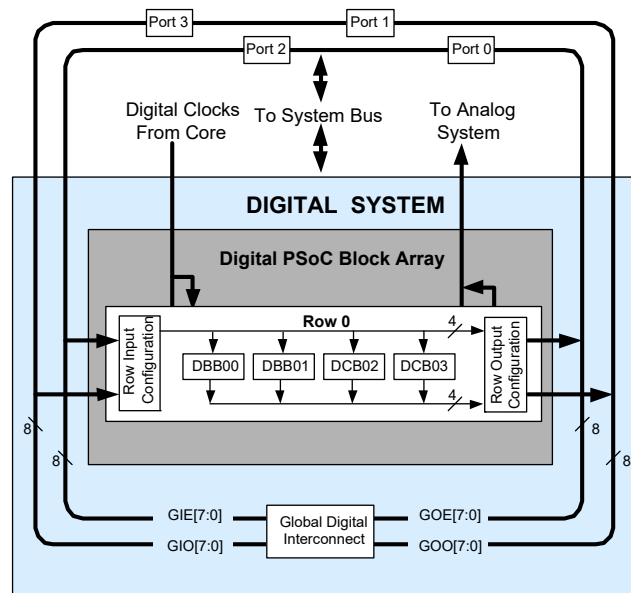 Port 3
Port 1
Port 2
Port 0
Digital Clocks
From Core
To System Bus
To Analog
System
DIGITAL SYSTEM
Digital PSoC Block Array
Row Input
Configuration
Row 0
4
DBB00
DBB01
DCB02
DCB03
4
Row Output
Configuration
8
8
8
8
GIE[7:0]
GIO[7:0]
Global Digital
Interconnect
GOE[7:0]
GOO[7:0]